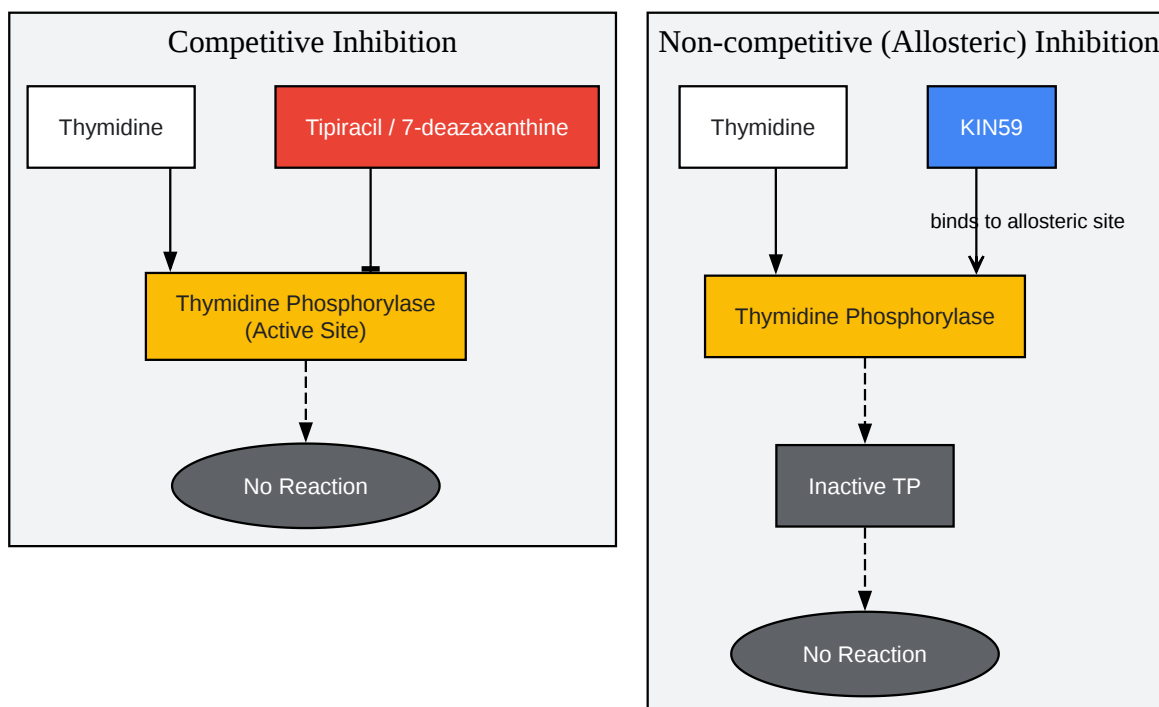 Competitive Inhibition
Thymidine
Tipiracil / 7-deazaxanthine
Thymidine Phosphorylase
(Active Site)
No Reaction
Non-competitive (Allosteric) Inhibition
Thymidine
KIN59
binds to allosteric site
Thymidine Phosphorylase
Inactive TP
No Reaction